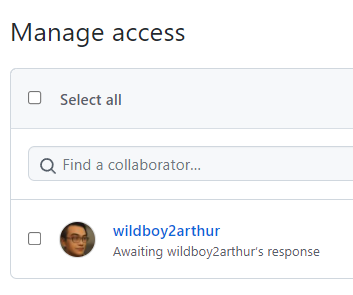 Manage access
Select all
Find a collaborator...
wildboy2arthur
Awaiting wildboy2arthur's response